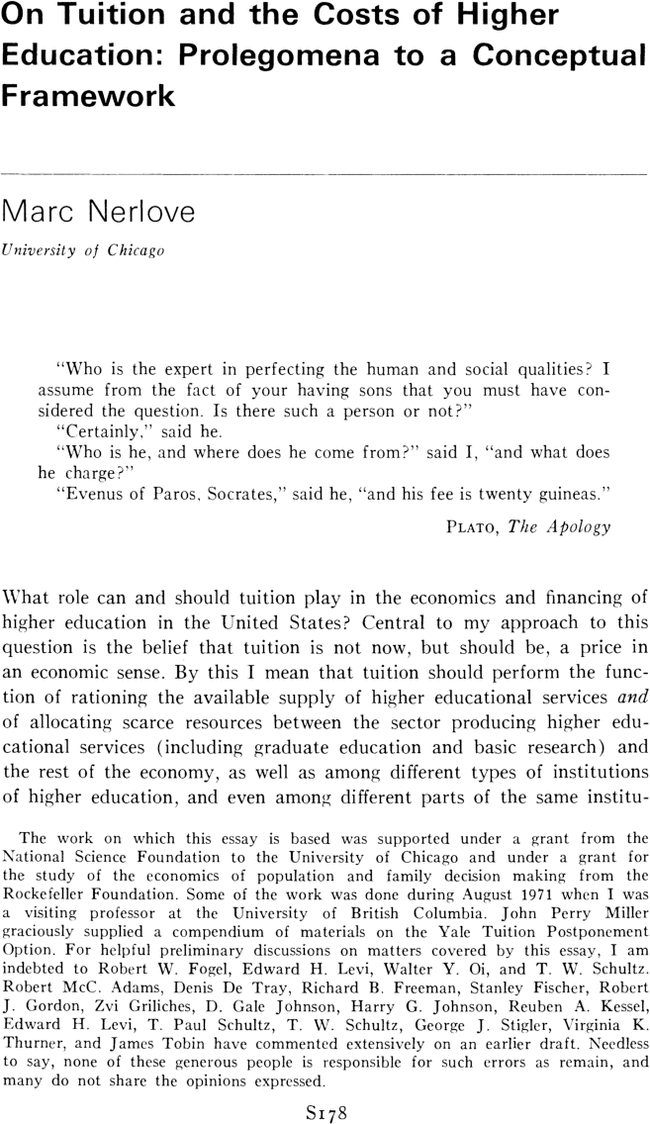 On Tuition and the Costs of Higher
Education: Prolegomena to a Conceptual
Framework
Marc Nerlove
University of Chicago
“Who is the expert in perfecting the human and social qualities? I
assume from the fact of your having sons that you must have con-
sidered the question. Is there such a person or not?”
“Certainly,” said he.
“Who is he, and where does he come from?” said I, “and what does
he charge?”
“Evenus of Paros, Socrates,” said he, “and his fee is twenty guineas.”
PLATO, The Apology
What role can and should tuition play in the economics and financing of
higher education in the United States? Central to my approach to this
question is the belief that tuition is not now, but should be, a price in
an economic sense. By this I mean that tuition should perform the func-
tion of rationing the available supply of higher educational services and
of allocating scarce resources between the sector producing higher edu-
cational services (including graduate education and basic research) and
the rest of the economy, as well as among different types of institutions
of higher education, and even among different parts of the same institu-
The work on which this essay is based was supported under a grant from the
National Science Foundation to the University of Chicago and under a grant for
the study of the economics of population and family decision making from the
Rockefeller Foundation. Some of the work was done during August 1971 when I was
a visiting professor at the University of British Columbia. John Perry Miller
graciously supplied a compendium of materials on the Yale Tuition Postponement
Option. For helpful preliminary discussions on matters covered by this essay, I am
indebted to Robert W. Fogel, Edward H. Levi, Walter Y. Oi, and T. W. Schultz.
Robert McC. Adams, Denis De Tray, Richard B. Freeman, Stanley Fischer, Robert
J. Gordon, Zvi Griliches, D. Gale Johnson, Harry G. Johnson, Reuben A. Kessel,
Edward H. Levi, T. Paul Schultz, T. W. Schultz, George J. Stigler, Virginia K.
Thurner, and James Tobin have commented extensively on an earlier draft. Needless
to say, none of these generous people is responsible for such errors as remain, and
many do not share the opinions expressed.
S178